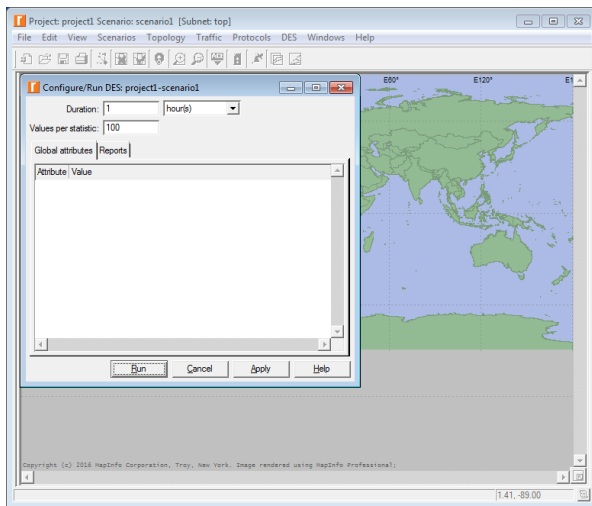 Project: project1 Scenario: scenario1 [Subnet: top]
File Edit View Scenarios Topology Traffic Protocols DES Windows Help
E80° E120° E1
Configure/Run DES: project1-scenario1
Duration: 1 hour(s)
Values per statistic: 100
Global attributes Reports
Attribute Value
Run Cancel Apply Help
Copyright (c) 2016 MapInfo Corporation, Troy, New York. Image rendered using MapInfo Professional;
1.41, -89.00